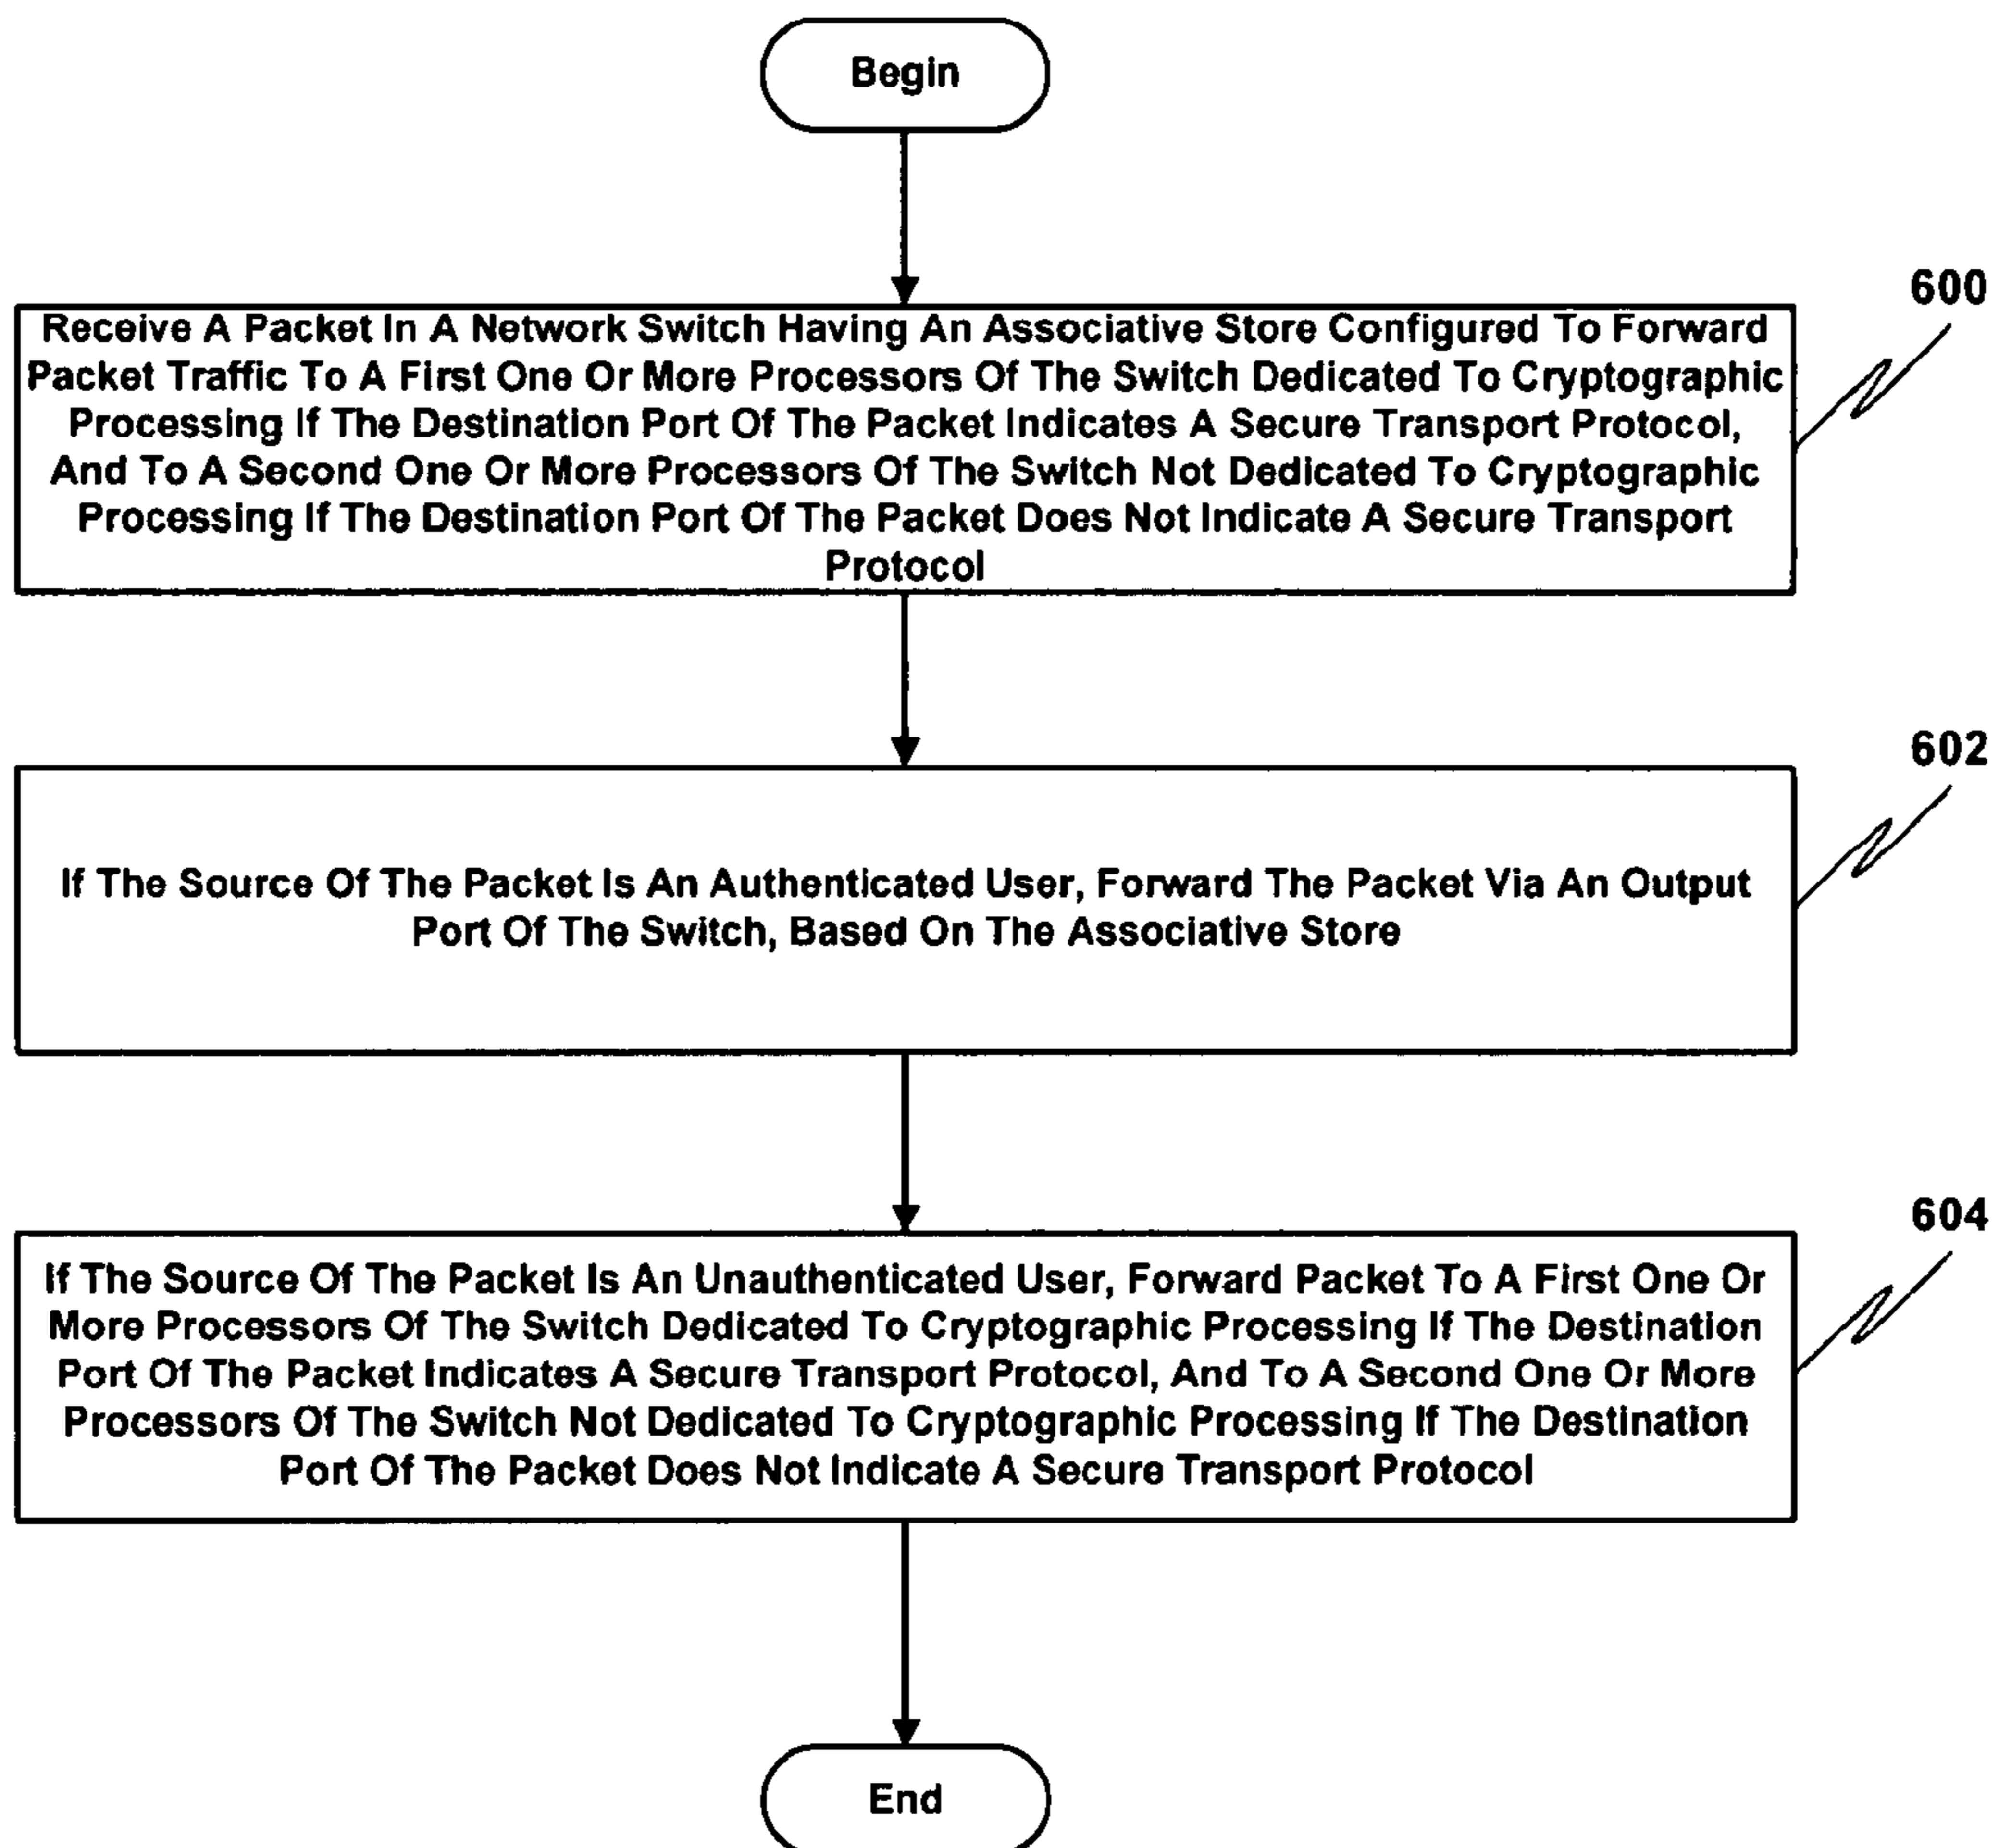 Begin
600
Receive A Packet In A Network Switch Having An Associative Store Configured To Forward
Packet Traffic To A First One Or More Processors Of The Switch Dedicated To Cryptographic
Processing If The Destination Port Of The Packet Indicates A Secure Transport Protocol,
And To A Second One Or More Processors Of The Switch Not Dedicated To Cryptographic
Processing If The Destination Port Of The Packet Does Not Indicate A Secure Transport
Protocol
602
If The Source Of The Packet Is An Authenticated User, Forward The Packet Via An Output
Port Of The Switch, Based On The Associative Store
604
If The Source Of The Packet Is An Unauthenticated User, Forward Packet To A First One Or
More Processors Of The Switch Dedicated To Cryptographic Processing If The Destination
Port Of The Packet Indicates A Secure Transport Protocol, And To A Second One Or More
Processors Of The Switch Not Dedicated To Cryptographic Processing If The Destination
Port Of The Packet Does Not Indicate A Secure Transport Protocol
End